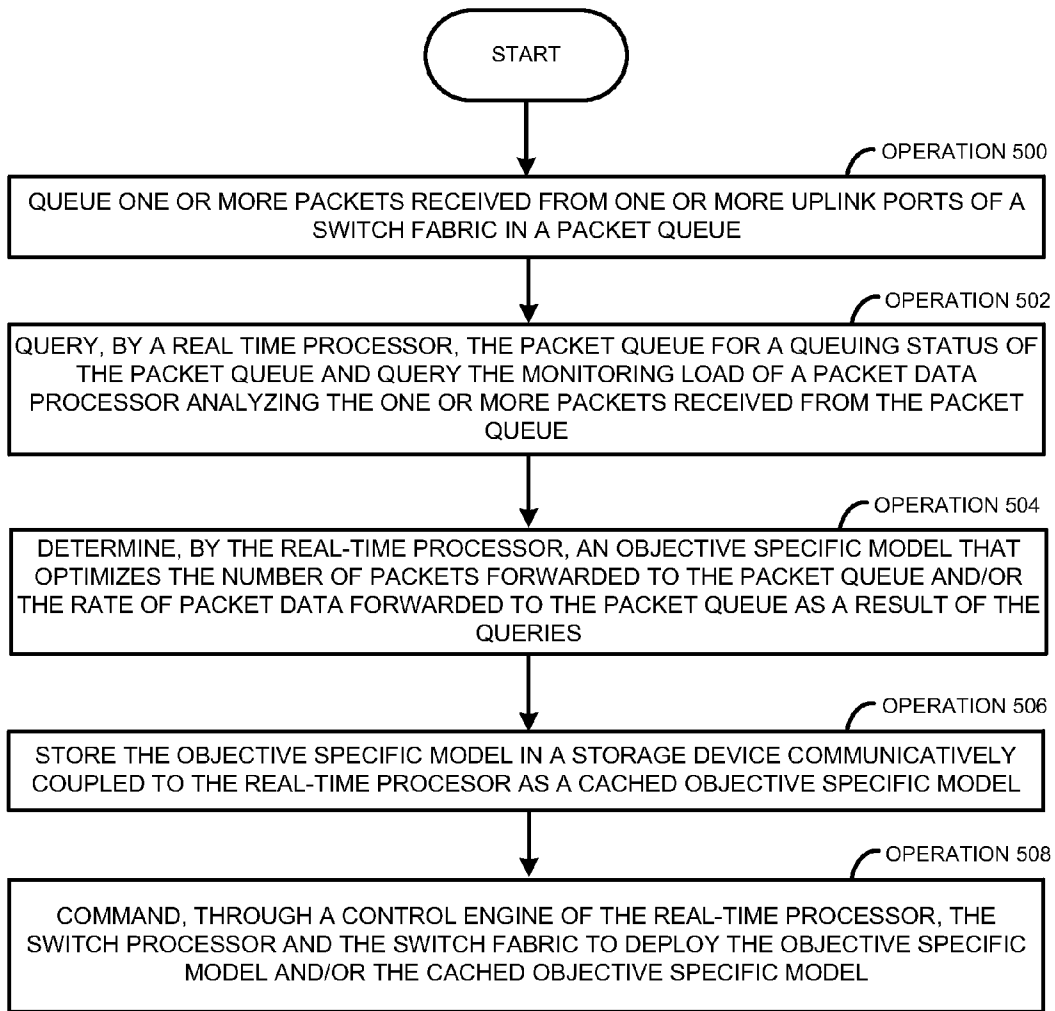 START
OPERATION 500
QUEUE ONE OR MORE PACKETS RECEIVED FROM ONE OR MORE UPLINK PORTS OF A
SWITCH FABRIC IN A PACKET QUEUE
OPERATION 502
QUERY, BY A REAL TIME PROCESSOR, THE PACKET QUEUE FOR A QUEUING STATUS OF
THE PACKET QUEUE AND QUERY THE MONITORING LOAD OF A PACKET DATA
PROCESSOR ANALYZING THE ONE OR MORE PACKETS RECEIVED FROM THE PACKET
QUEUE
OPERATION 504
DETERMINE, BY THE REAL-TIME PROCESSOR, AN OBJECTIVE SPECIFIC MODEL THAT
OPTIMIZES THE NUMBER OF PACKETS FORWARDED TO THE PACKET QUEUE AND/OR
THE RATE OF PACKET DATA FORWARDED TO THE PACKET QUEUE AS A RESULT OF THE
QUERIES
OPERATION 506
STORE THE OBJECTIVE SPECIFIC MODEL IN A STORAGE DEVICE COMMUNICATIVELY
COUPLED TO THE REAL-TIME PROCESOR AS A CACHED OBJECTIVE SPECIFIC MODEL
OPERATION 508
COMMAND, THROUGH A CONTROL ENGINE OF THE REAL-TIME PROCESSOR, THE
SWITCH PROCESSOR AND THE SWITCH FABRIC TO DEPLOY THE OBJECTIVE SPECIFIC
MODEL AND/OR THE CACHED OBJECTIVE SPECIFIC MODEL